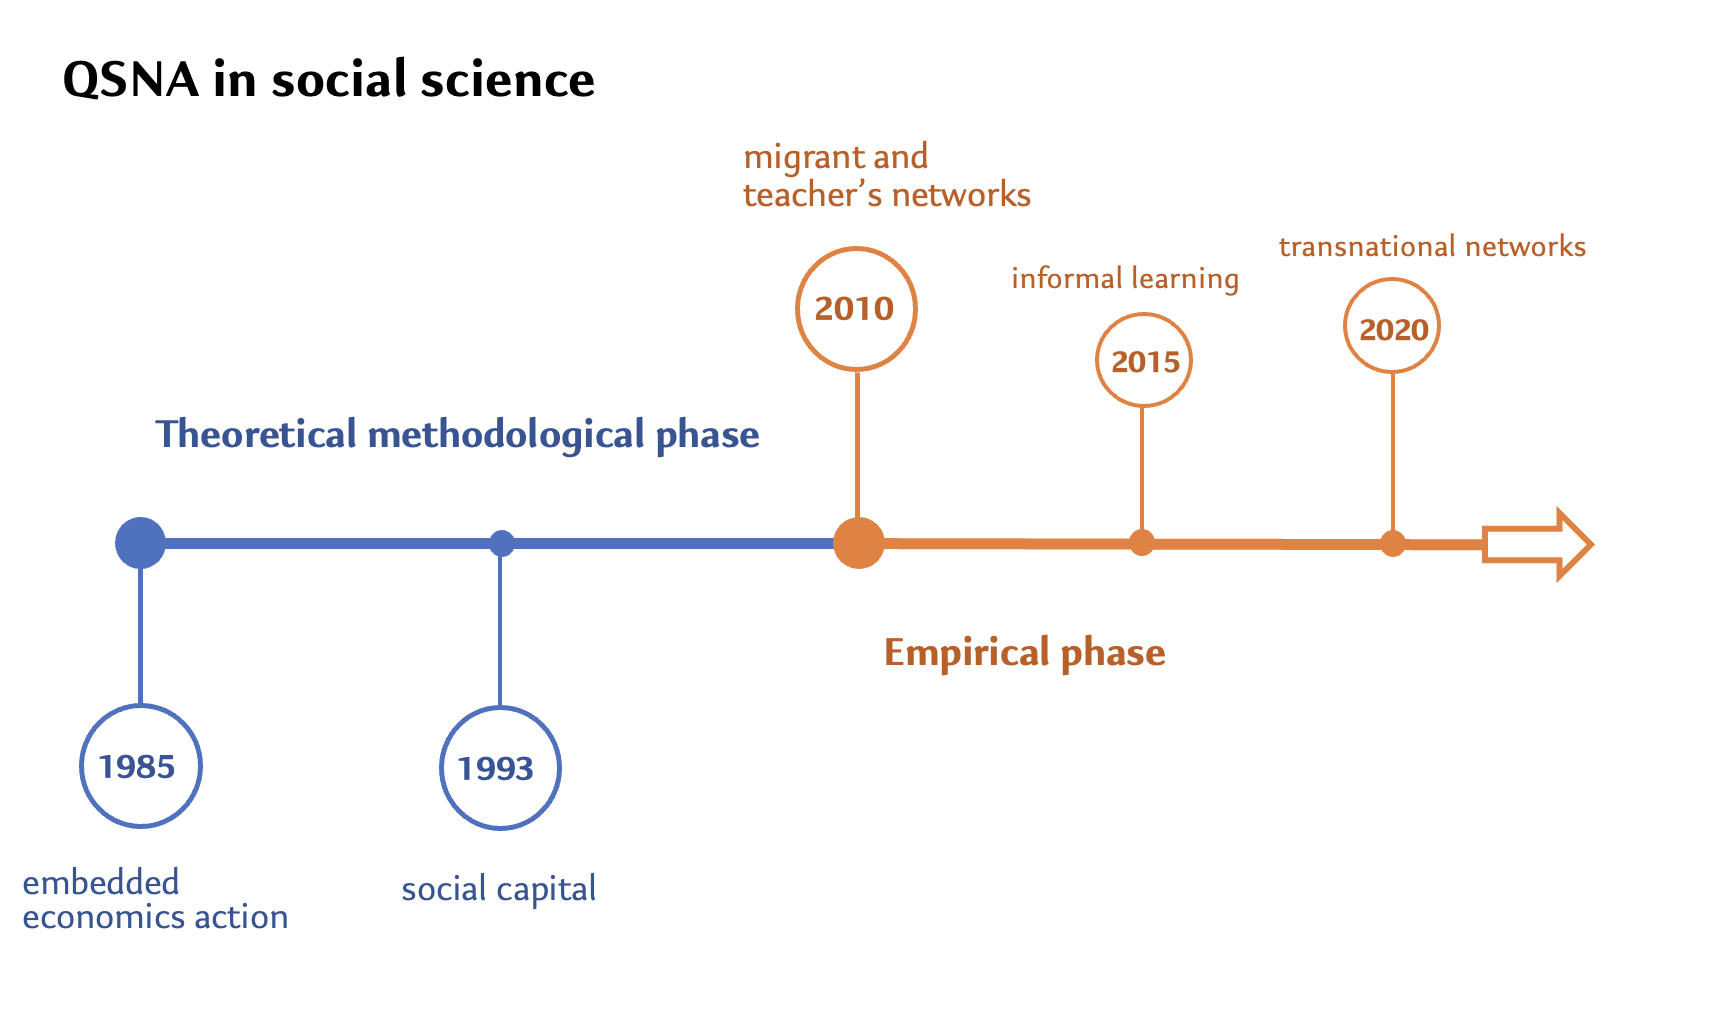 QSNA in social science
migrant and
teacher’s networks
transnational networks
informal learning
2010
2020
2015
Theoretical methodological phase
Empirical phase
1985
1993
embedded
economics action
social capital